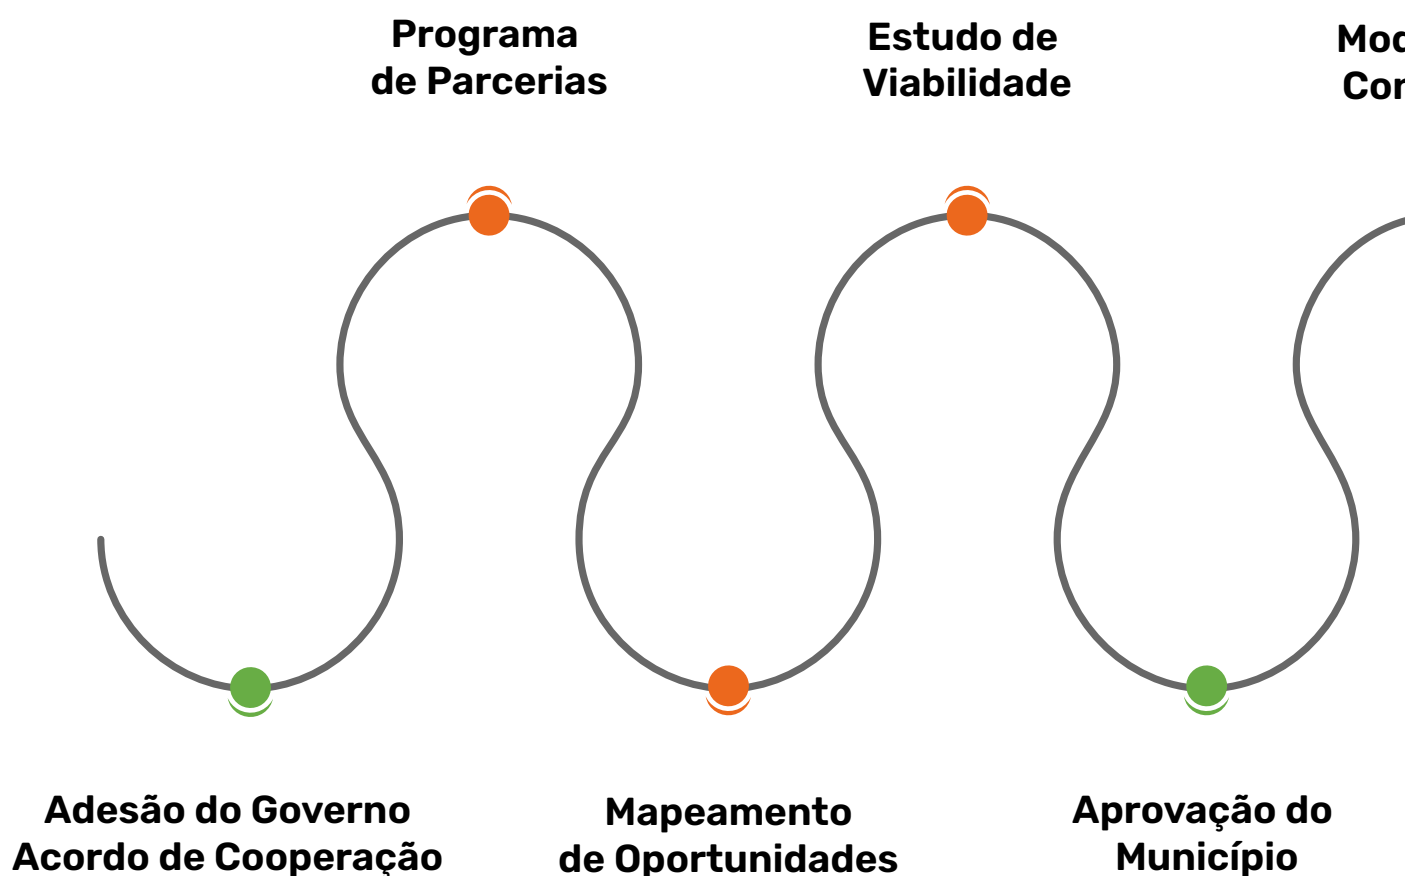 Programa
de Parcerias
Estudo de
Viabilidade
Adesão do Governo
Acordo de Cooperação
Mapeamento
de Oportunidades
Aprovação do
Município